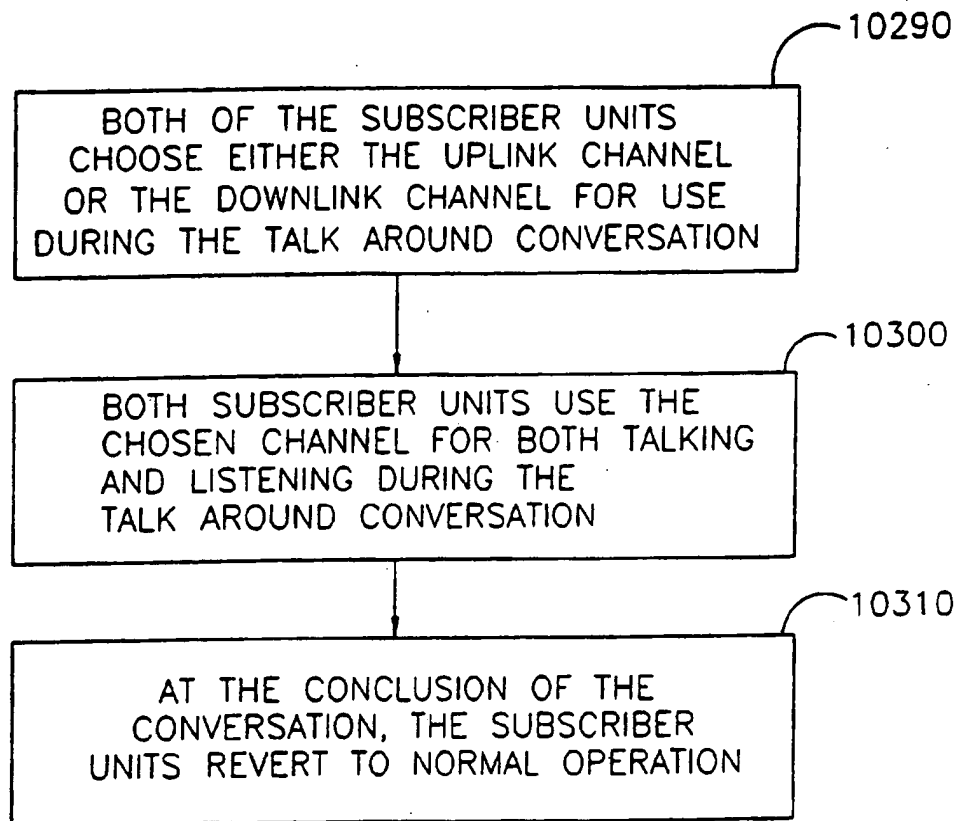 10290
BOTH OF THE SUBSCRIBER UNITS
CHOOSE EITHER THE UPLINK CHANNEL
OR THE DOWNLINK CHANNEL FOR USE
DURING THE TALK AROUND CONVERSATION
10300
BOTH SUBSCRIBER UNITS USE THE
CHOSEN CHANNEL FOR BOTH TALKING
AND LISTENING DURING THE
TALK AROUND CONVERSATION
10310
AT THE CONCLUSION OF THE
CONVERSATION, THE SUBSCRIBER
UNITS REVERT TO NORMAL OPERATION